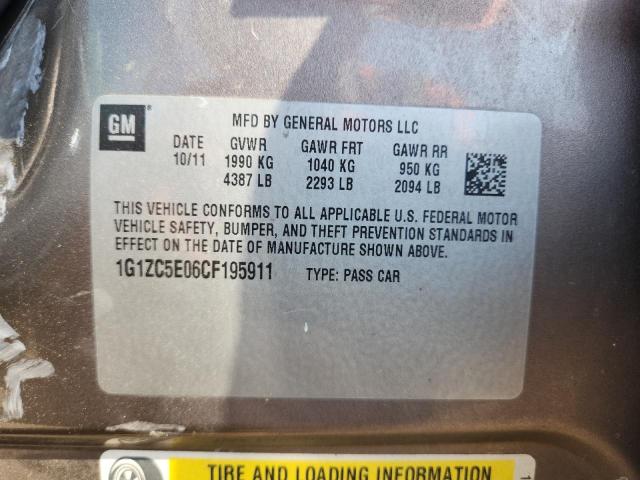 GM ®
MFD BY GENERAL MOTORS LLC
DATE GVWR GAWR FRT GAWR RR
10/11 1990 KG 1040 KG 950 KG
4387 LB 2293 LB 2094 LB
THIS VEHICLE CONFORMS TO ALL APPLICABLE U.S. FEDERAL MOTOR
VEHICLE SAFETY, BUMPER, AND THEFT PREVENTION STANDARDS IN
EFFECT ON THE DATE OF MANUFACTURE SHOWN ABOVE.
1G1ZC5E06CF195911 TYPE: PASS CAR
TIRE AND LOADING INFORMATION